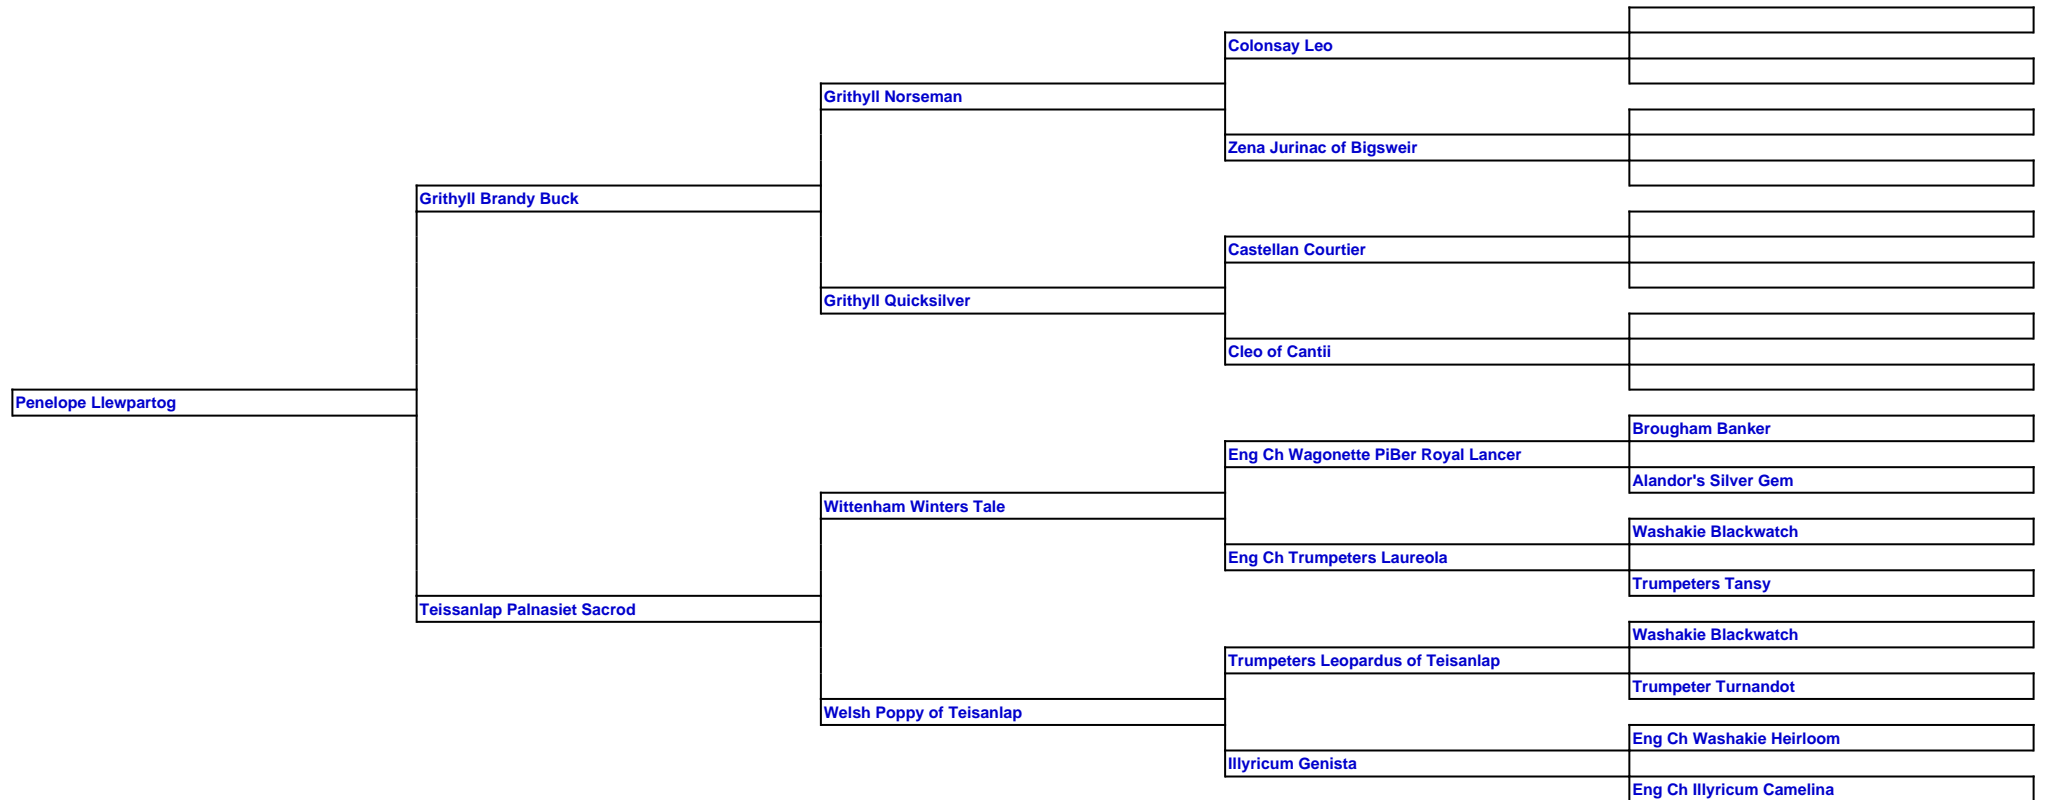 Colonsay Leo
Grithyll Norseman
Zena Jurinac of Bigsweir
Grithyll Brandy Buck
Castellan Courtier
Grithyll Quicksilver
Cleo of Cantii
Penelope Llewpartog
Brougham Banker
Eng Ch Wagonette PiBer Royal Lancer
Alandor's Silver Gem
Wittenham Winters Tale
Washakie Blackwatch
Eng Ch Trumpeters Laureola
Trumpeters Tansy
Teissanlap Palnasiet Sacrod
Washakie Blackwatch
Trumpeters Leopardus of Teisanlap
Trumpeter Turnandot
Welsh Poppy of Teisanlap
Eng Ch Washakie Heirloom
Illyricum Genista
Eng Ch Illyricum Camelina